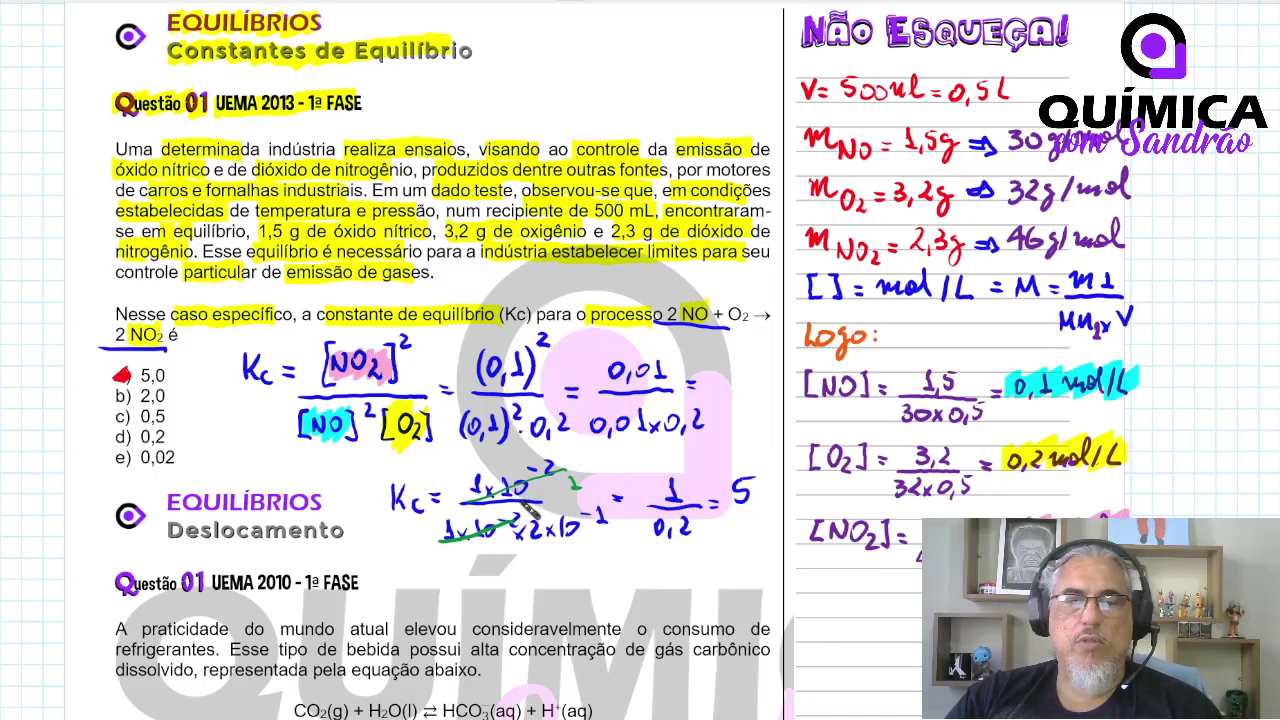 EQUILÍBRIOS
Constantes de Equilíbrio
Questão 01 UEMA 2013 - 1ª FASE
Uma determinada indústria realiza ensaios, visando ao controle da emissão de
óxido nítrico e de dióxido de nitrogênio, produzidos dentre outras fontes, por motores
de carros e fornalhas industriais. Em um dado teste, observou-se que, em condições
estabelecidas de temperatura e pressão, num recipiente de 500 mL, encontraram-
se em equilíbrio, 1,5 g de óxido nítrico, 3,2 g de oxigênio e 2,3 g de dióxido de
nitrogênio. Esse equilíbrio é necessário para a indústria estabelecer limites para seu
controle particular de emissão de gases.
Nesse caso específico, a constante de equilíbrio (Kc) para o processo 2 NO + O₂ →
2 NO₂ é
5,0
b) 2,0
c) 0,5
d) 0,2
e) 0,02
Kc = [NO₂]² / [NO]² [O₂] = (0,1)² / (0,1)² · 0,2 = 0,01 / 0,01 x 0,2 =
Kc = 1 x 10⁻² / 1 x 10⁻² x 2 x 10⁻¹ = 1 / 0,2 = 5
EQUILÍBRIOS
Deslocamento
Questão 01 UEMA 2010 - 1ª FASE
A praticidade do mundo atual elevou consideravelmente o consumo de
refrigerantes. Esse tipo de bebida possui alta concentração de gás carbônico
dissolvido, representada pela equação abaixo.
CO₂(g) + H₂O(l) ⇄ HCO₃⁻(aq) + H⁺(aq)
NÃO ESQUEÇA!
V = 500 ml = 0,5 L
mNO = 1,5g ⇒ 30 g/mol
mO₂ = 3,2g ⇒ 32g/mol
mNO₂ = 2,3g ⇒ 46g/mol
[ ] = mol/L = M = m1 / MM1 x V
Logo:
[NO] = 1,5 / 30 x 0,5 = 0,1 mol/L
[O₂] = 3,2 / 32 x 0,5 = 0,2 mol/L
[NO₂] =
QUÍMICA
com Sandrão
QUÍMI